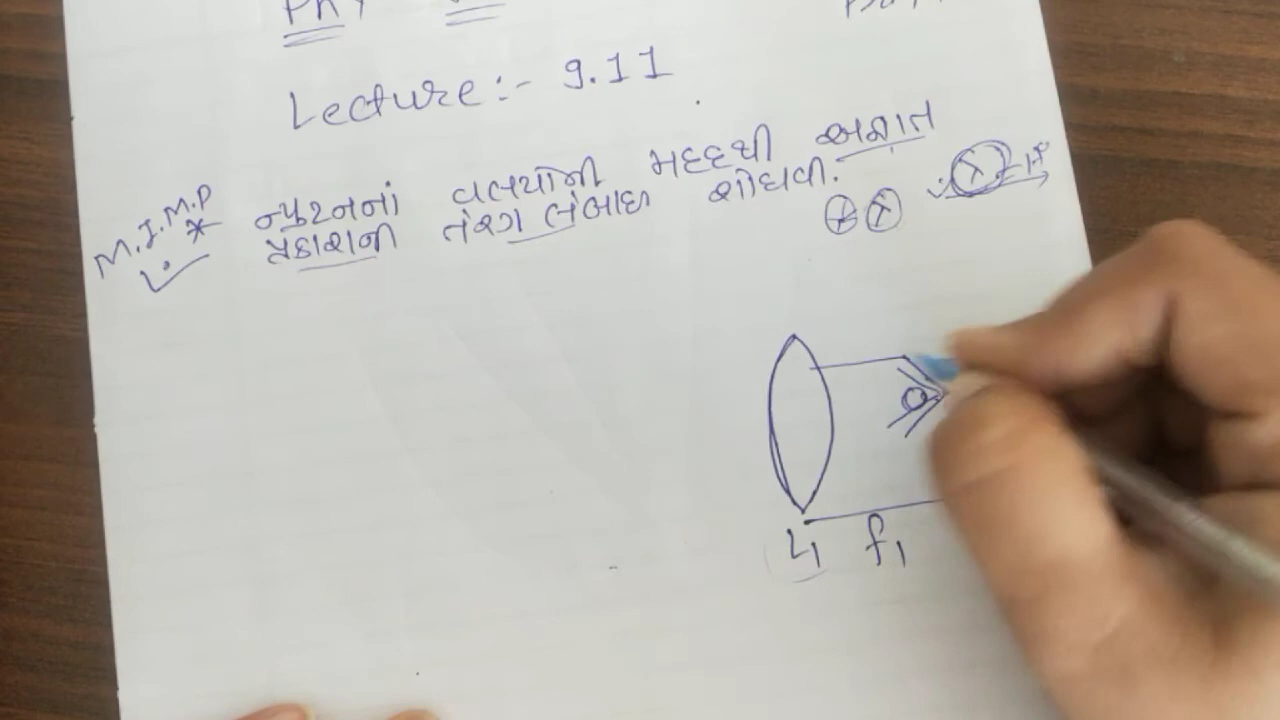 Lecture:- 9.11
M.I.M.P * ન્યુટનનાં વલયોની મદદથી અજ્ઞાત
પ્રકાશની તરંગ લંબાઇ શોધવી.
L1 f1